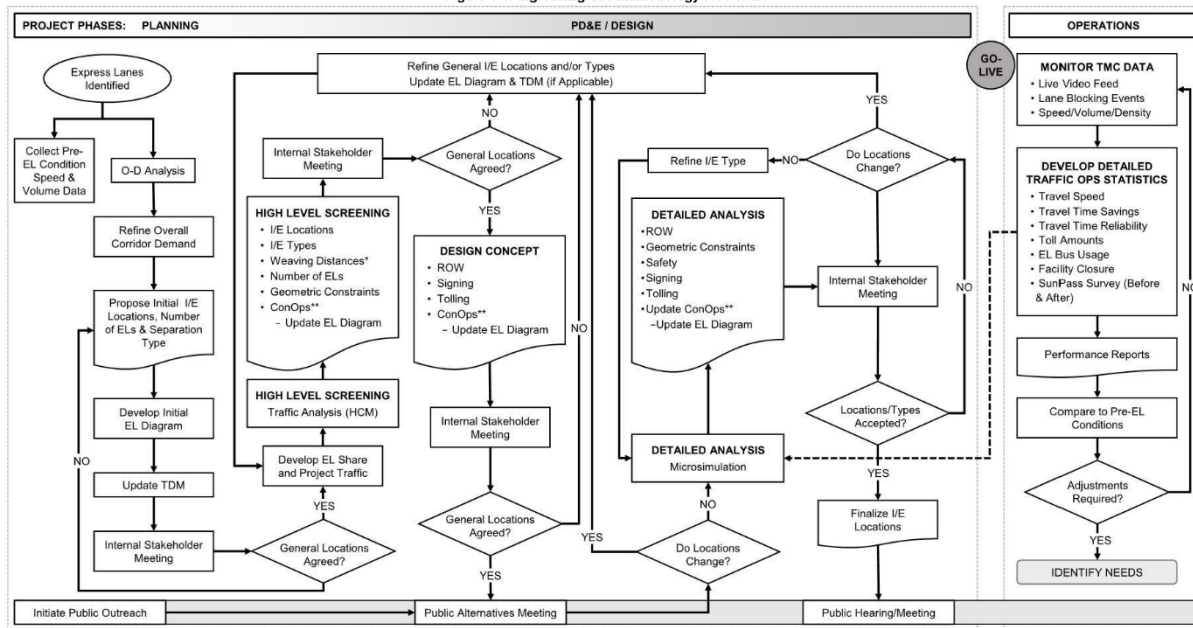 PROJECT PHASES: PLANNING
PD&E / DESIGN
OPERATIONS
GO-
LIVE
Express Lanes
Identified
Collect Pre-
EL Condition
Speed &
Volume Data
O-D Analysis
Refine Overall
Corridor Demand
Propose Initial I/E
Locations, Number
of ELs & Separation
Type
Develop Initial
EL Diagram
NO
Update TDM
Internal Stakeholder
Meeting
General Locations
Agreed?
YES
Develop EL Share
and Project Traffic
HIGH LEVEL SCREENING
Traffic Analysis (HCM)
HIGH LEVEL SCREENING
• I/E Locations
• I/E Types
• Weaving Distances*
• Number of ELs
• Geometric Constraints
• ConOps**
- Update EL Diagram
Internal Stakeholder
Meeting
Refine General I/E Locations and/or Types
Update EL Diagram & TDM (if Applicable)
NO
General Locations
Agreed?
YES
DESIGN CONCEPT
• ROW
• Signing
• Tolling
• ConOps**
- Update EL Diagram
Internal Stakeholder
Meeting
General Locations
Agreed?
NO
YES
YES
Do Locations
Change?
NO
DETAILED ANALYSIS
Microsimulation
DETAILED ANALYSIS
•ROW
•Geometric Constraints
•Safety
•Signing
•Tolling
•Update ConOps**
–Update EL Diagram
Refine I/E Type
NO
YES
Do Locations
Change?
Internal Stakeholder
Meeting
NO
Locations/Types
Accepted?
YES
Finalize I/E
Locations
MONITOR TMC DATA
• Live Video Feed
• Lane Blocking Events
• Speed/Volume/Density
DEVELOP DETAILED
TRAFFIC OPS STATISTICS
• Travel Speed
• Travel Time Savings
• Travel Time Reliability
• Toll Amounts
• EL Bus Usage
• Facility Closure
• SunPass Survey (Before
& After)
NO
Performance Reports
Compare to Pre-EL
Conditions
Adjustments
Required?
YES
IDENTIFY NEEDS
Initiate Public Outreach
Public Alternatives Meeting
Public Hearing/Meeting